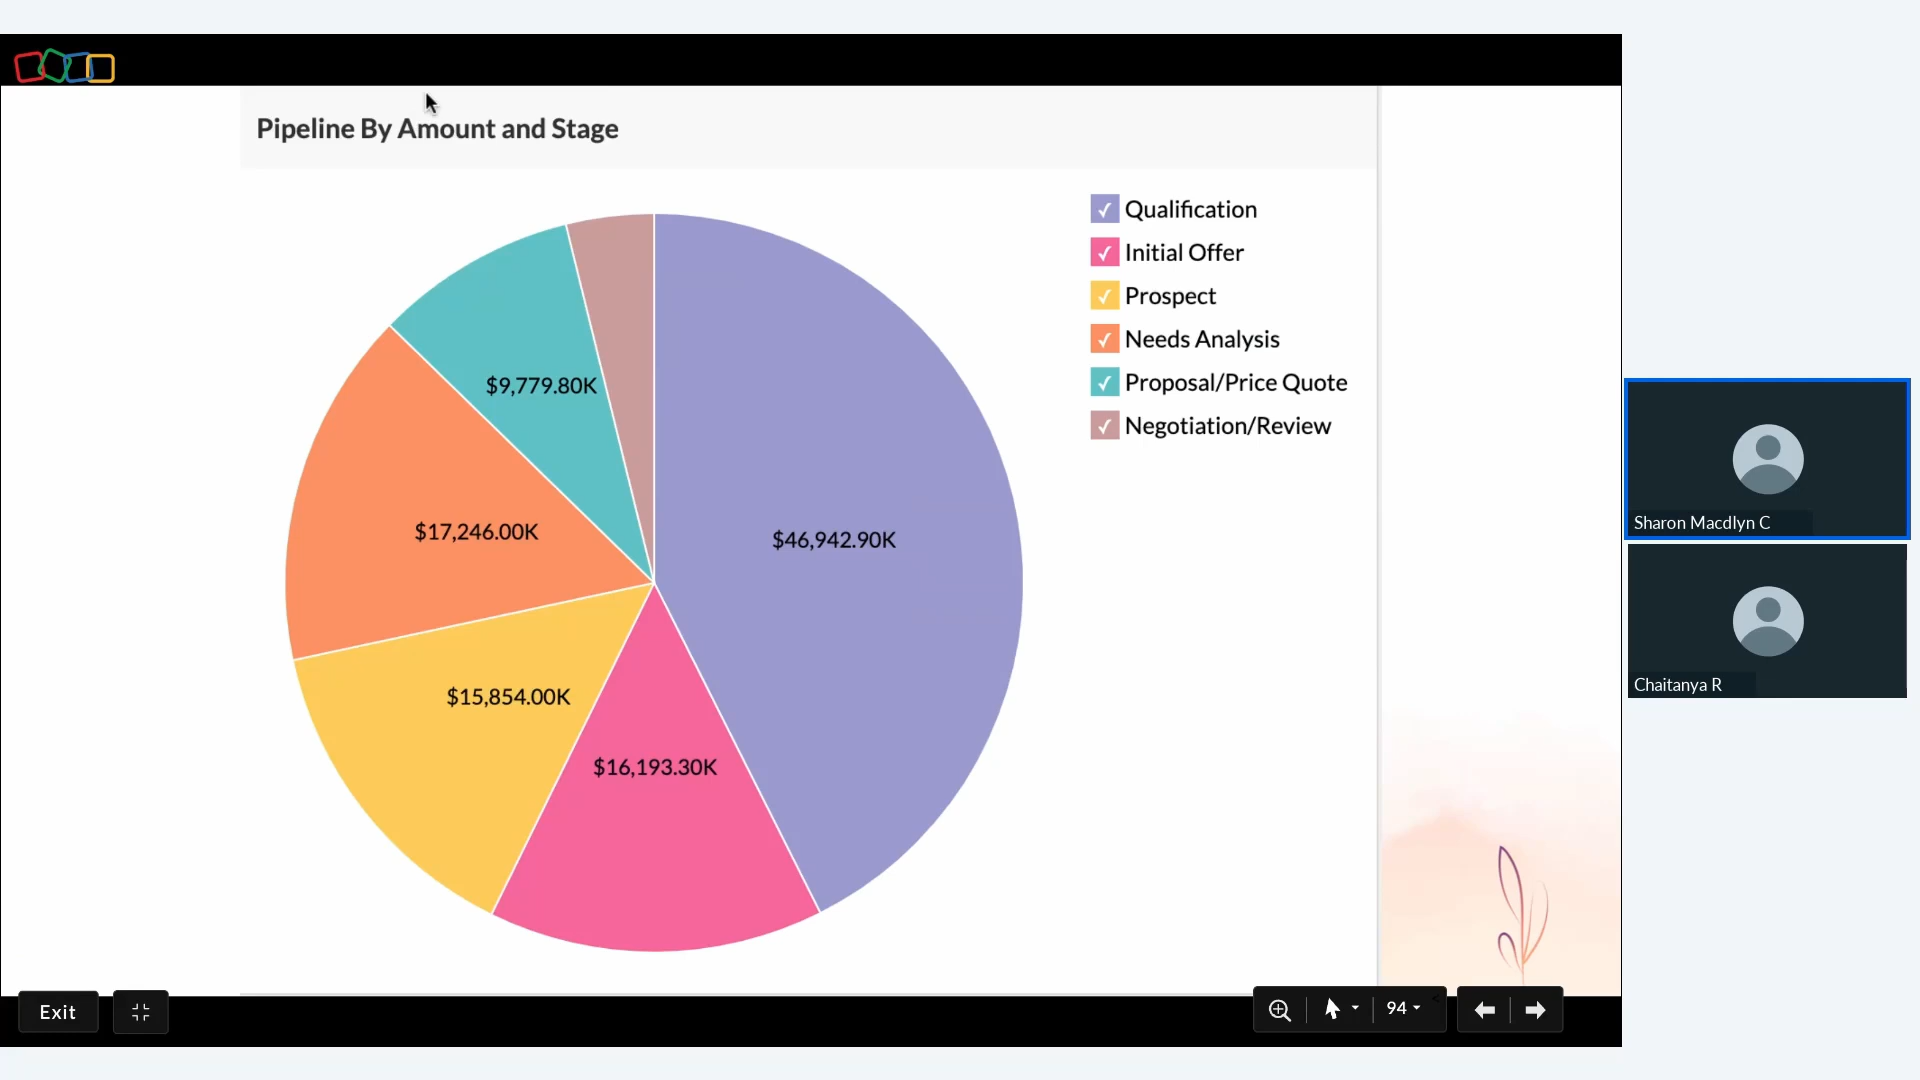 Pipeline By Amount and Stage
Qualification
Initial Offer
Prospect
Needs Analysis
Proposal/Price Quote
Negotiation/Review
$9,779.80K
$17,246.00K
$46,942.90K
$15,854.00K
$16,193.30K
Sharon Macdlyn C
Chaitanya R
Exit
94